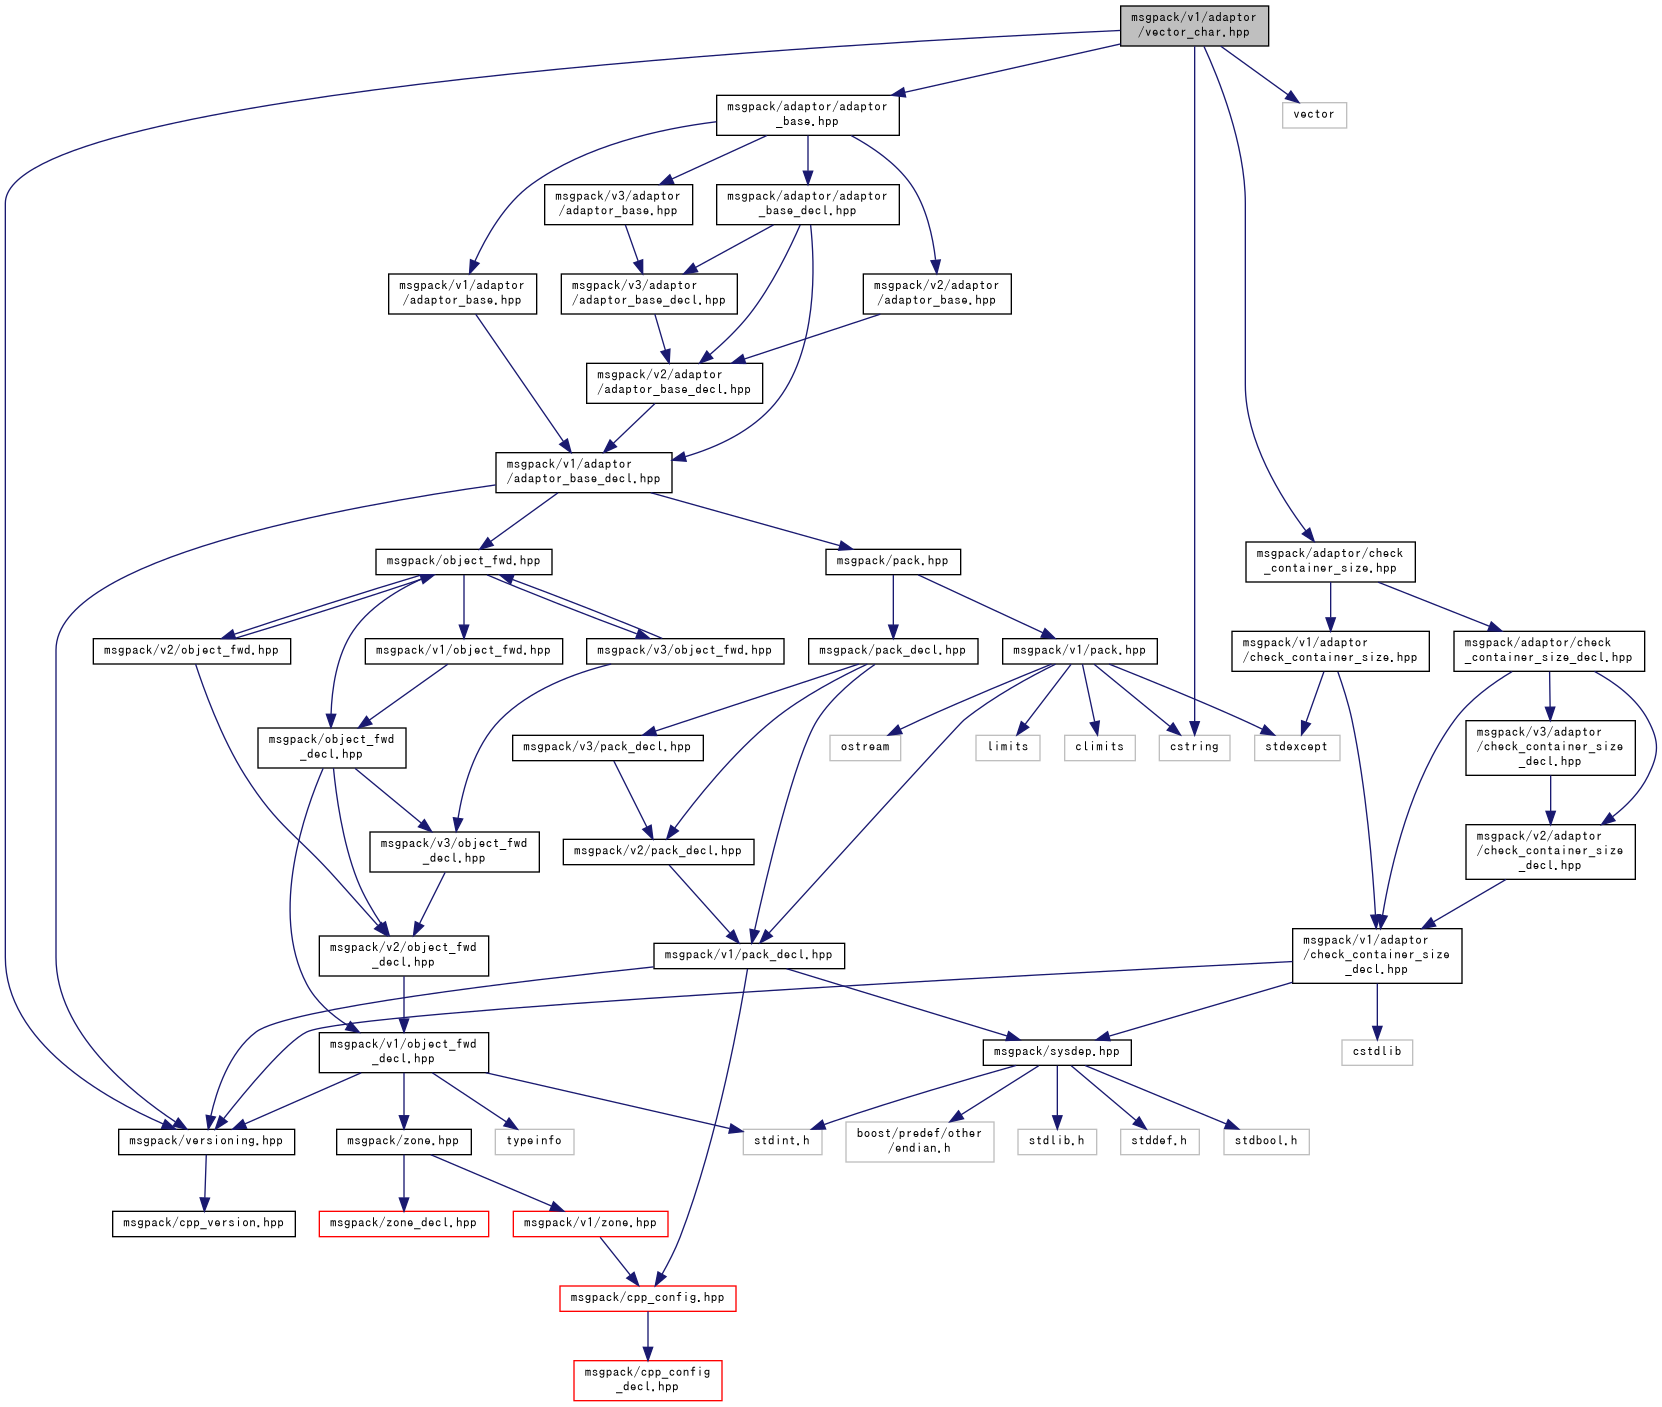 msgpack/v1/adaptor
/vector_char.hpp
msgpack/adaptor/adaptor
_base.hpp
vector
msgpack/v3/adaptor
/adaptor_base.hpp
msgpack/adaptor/adaptor
_base_decl.hpp
msgpack/v1/adaptor
/adaptor_base.hpp
msgpack/v3/adaptor
/adaptor_base_decl.hpp
msgpack/v2/adaptor
/adaptor_base.hpp
msgpack/v2/adaptor
/adaptor_base_decl.hpp
msgpack/v1/adaptor
/adaptor_base_decl.hpp
msgpack/object_fwd.hpp
msgpack/pack.hpp
msgpack/adaptor/check
_container_size.hpp
msgpack/v2/object_fwd.hpp
msgpack/v1/object_fwd.hpp
msgpack/v3/object_fwd.hpp
msgpack/pack_decl.hpp
msgpack/v1/pack.hpp
msgpack/v1/adaptor
/check_container_size.hpp
msgpack/adaptor/check
_container_size_decl.hpp
msgpack/object_fwd
_decl.hpp
msgpack/v3/pack_decl.hpp
ostream
limits
climits
cstring
stdexcept
msgpack/v3/adaptor
/check_container_size
_decl.hpp
msgpack/v3/object_fwd
_decl.hpp
msgpack/v2/pack_decl.hpp
msgpack/v2/adaptor
/check_container_size
_decl.hpp
msgpack/v2/object_fwd
_decl.hpp
msgpack/v1/pack_decl.hpp
msgpack/v1/adaptor
/check_container_size
_decl.hpp
msgpack/v1/object_fwd
_decl.hpp
msgpack/sysdep.hpp
cstdlib
msgpack/versioning.hpp
msgpack/zone.hpp
typeinfo
stdint.h
boost/predef/other
/endian.h
stdlib.h
stddef.h
stdbool.h
msgpack/cpp_version.hpp
msgpack/zone_decl.hpp
msgpack/v1/zone.hpp
msgpack/cpp_config.hpp
msgpack/cpp_config
_decl.hpp